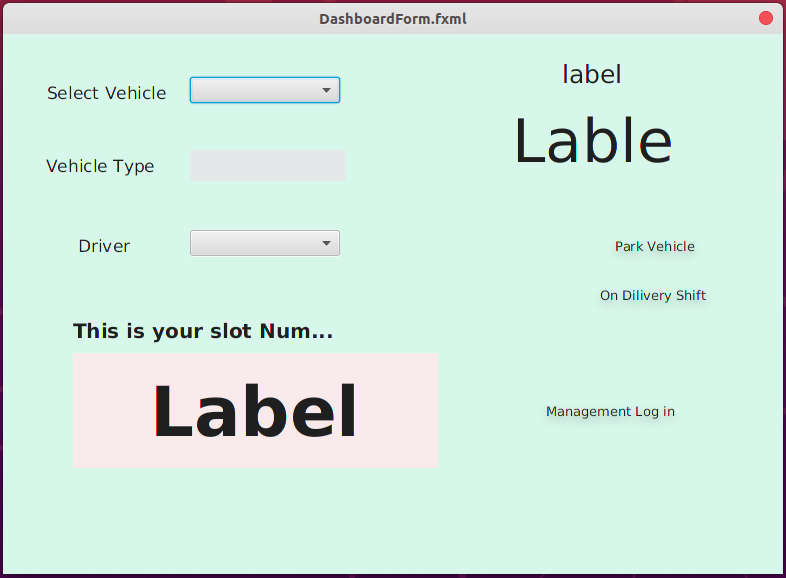 DashboardForm.fxml
Select Vehicle
label
Lable
Vehicle Type
Driver
Park Vehicle
On Dilivery Shift
This is your slot Num...
Label
Management Log in